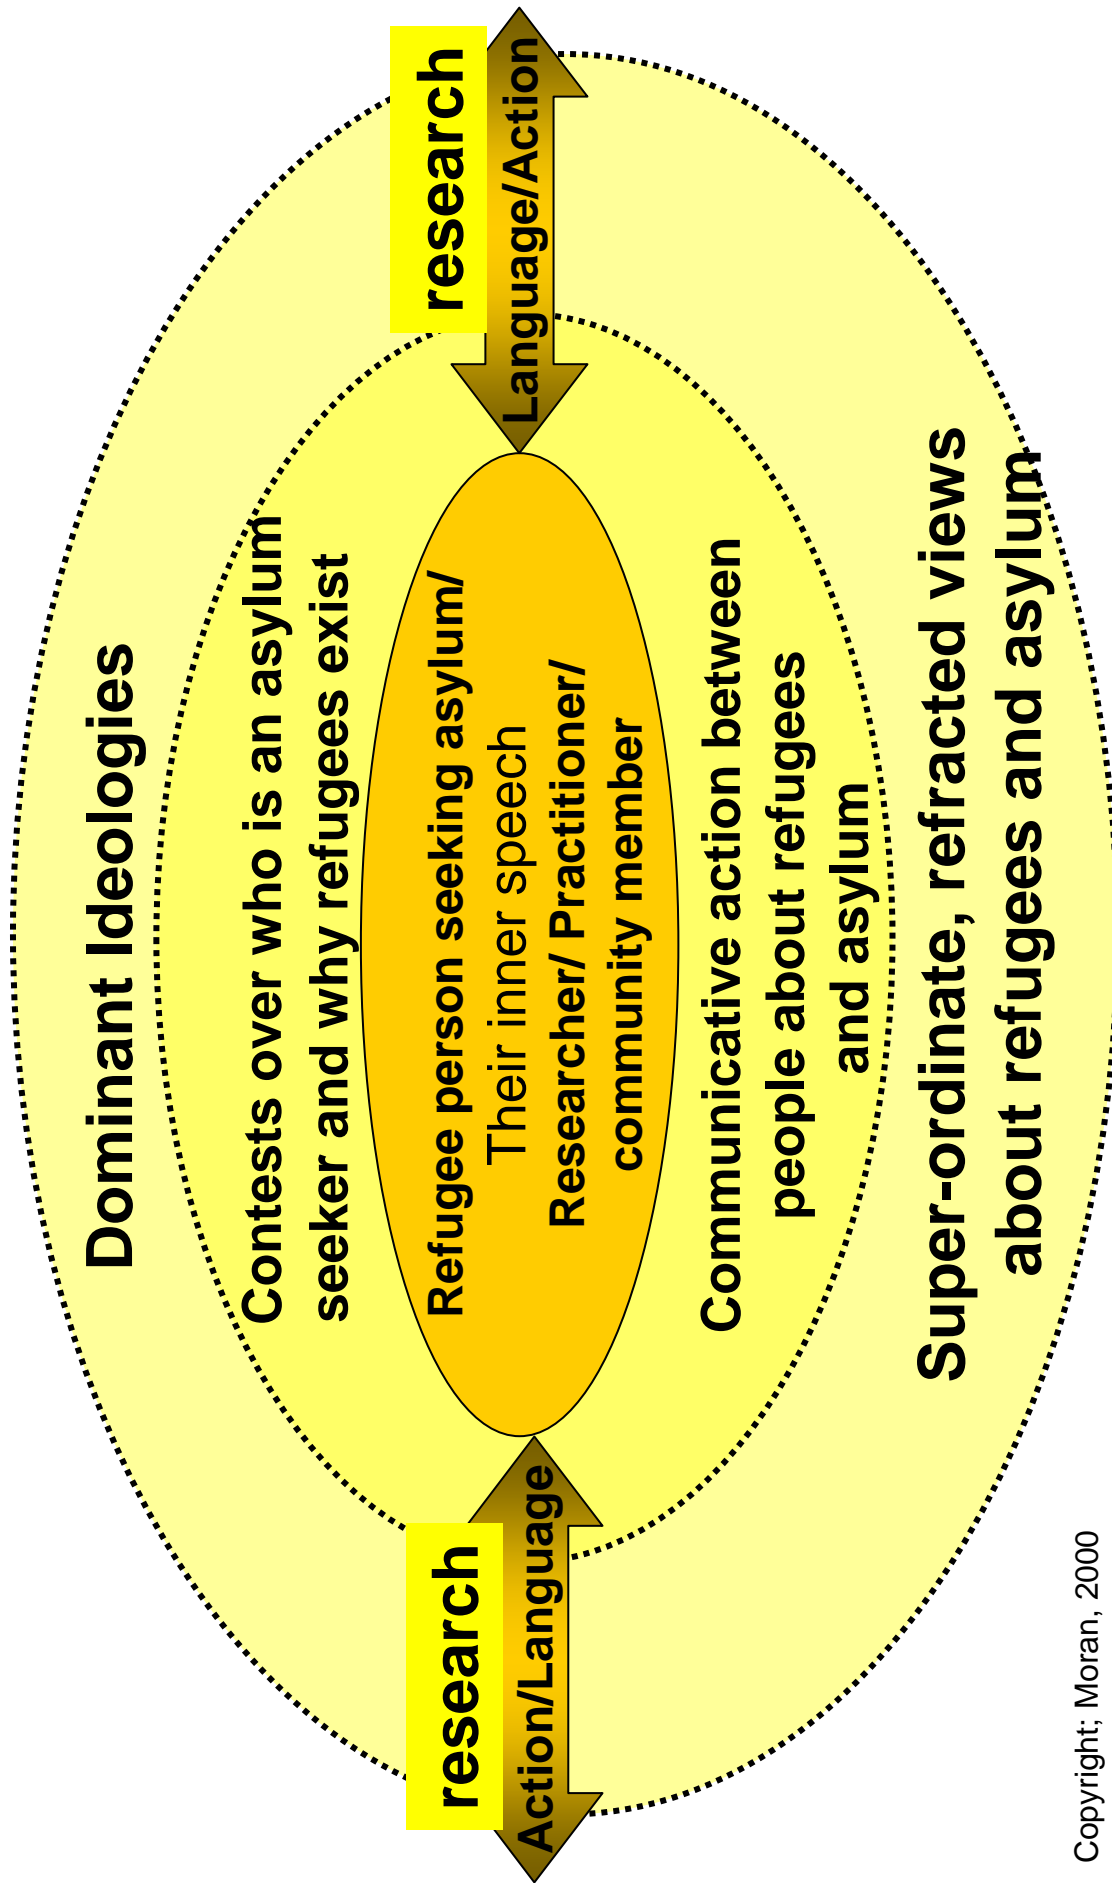 Dominant Ideologies
Contests over who is an asylum
seeker and why refugees exist
research
Language/Action
Refugee person seeking asylum/
Their inner speech
Researcher/ Practitioner/
community member
research
Action/Language
Communicative action between
people about refugees
and asylum
Super-ordinate, refracted views
about refugees and asylum
Copyright; Moran, 2000